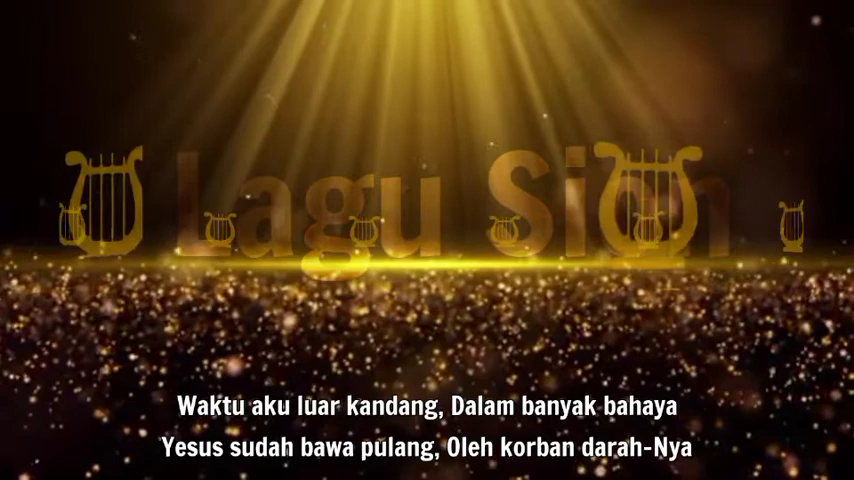 Lagu Sion
Waktu aku luar kandang, Dalam banyak bahaya
Yesus sudah bawa pulang, Oleh korban darah-Nya